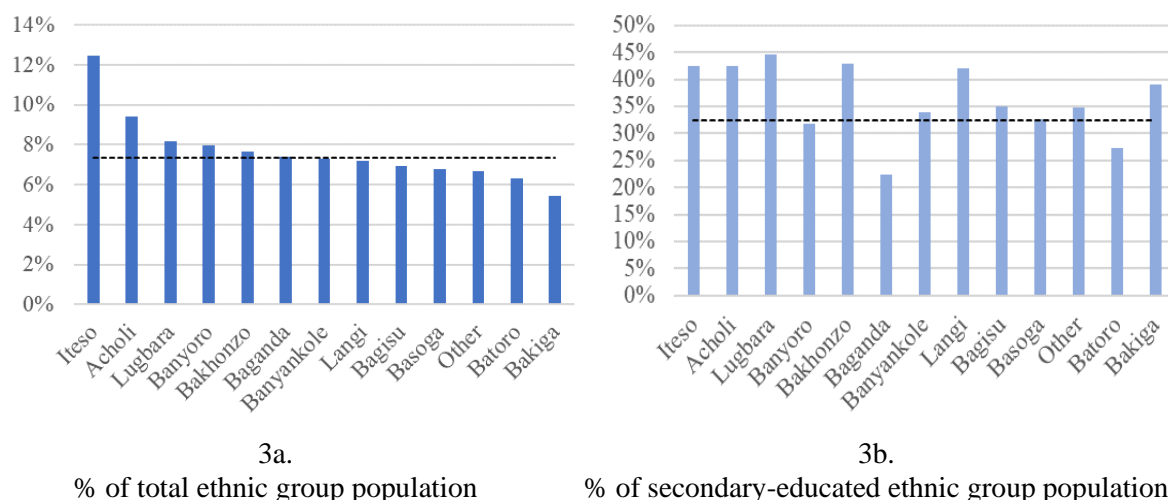 14%
12%
10%
8%
6%
4%
2%
0%
Iteso
Acholi
Lugbara
Banyoro
Bakhonzo
Baganda
Banyankole
Langi
Bagisu
Basoga
Other
Batoro
Bakiga
3a.
% of total ethnic group population
50%
45%
40%
35%
30%
25%
20%
15%
10%
5%
0%
Iteso
Acholi
Lugbara
Banyoro
Bakhonzo
Baganda
Banyankole
Langi
Bagisu
Basoga
Other
Batoro
Bakiga
3b.
% of secondary-educated ethnic group population